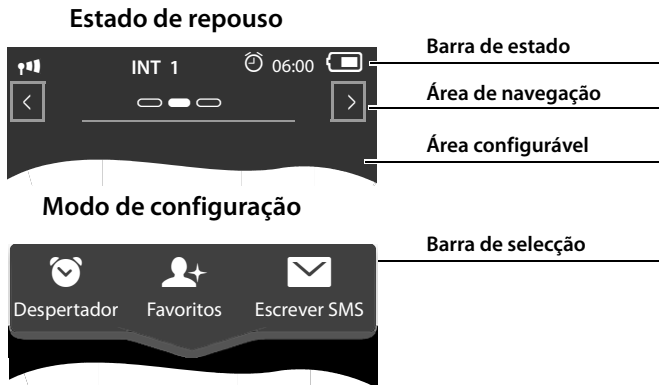 Estado de repouso
INT 1 06:00
Barra de estado
Área de navegação
Área configurável
Modo de configuração
Barra de selecção
Despertador Favoritos Escrever SMS